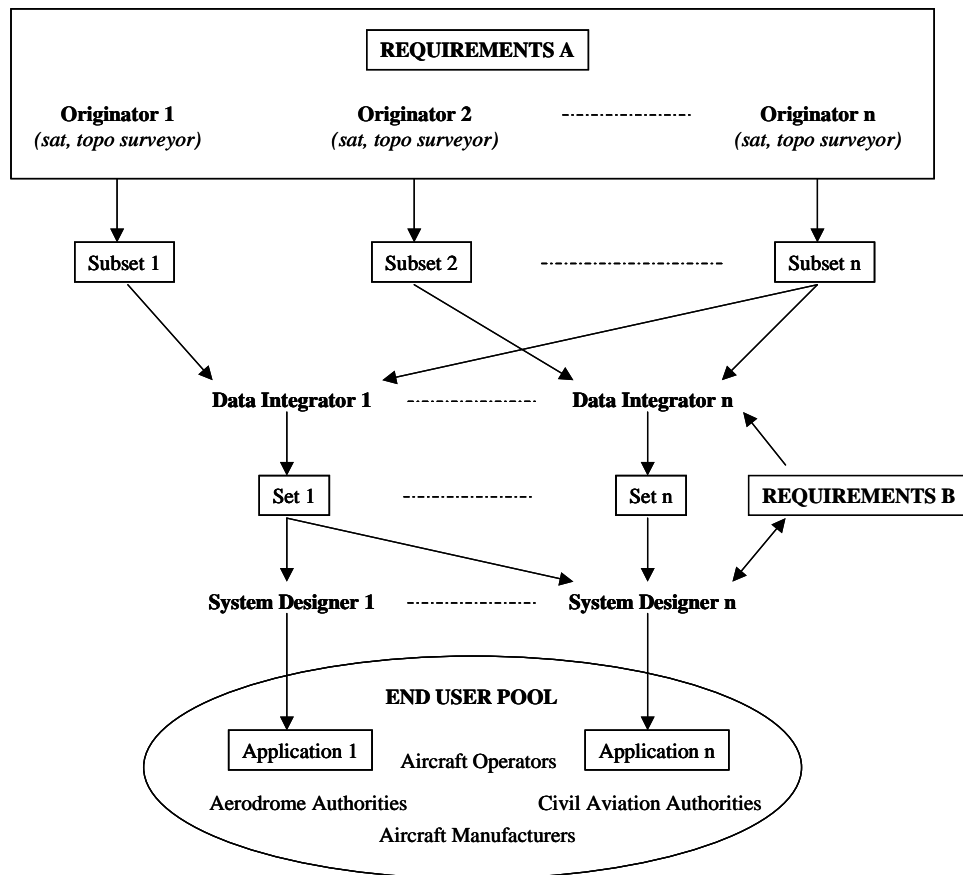 REQUIREMENTS A
Originator 1
(sat, topo surveyor)
Originator 2
(sat, topo surveyor)
Originator n
(sat, topo surveyor)
Subset 1
Subset 2
Subset n
Data Integrator 1
Data Integrator n
Set 1
Set n
REQUIREMENTS B
System Designer 1
System Designer n
END USER POOL
Application 1
Aircraft Operators
Application n
Aerodrome Authorities
Civil Aviation Authorities
Aircraft Manufacturers